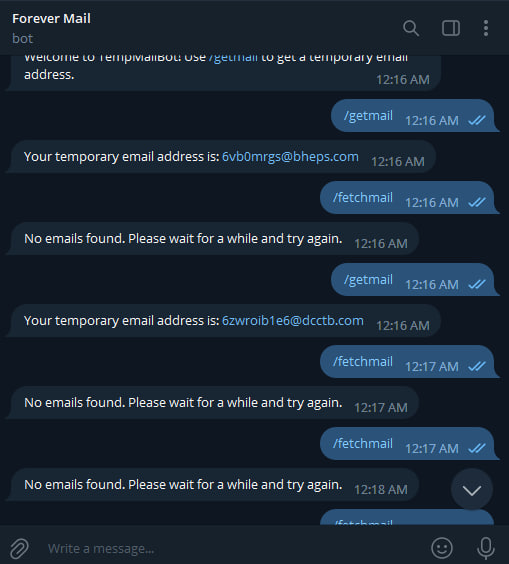 Forever Mail
bot
Welcome to TempMailBot! Use /getmail to get a temporary email
address.
12:16 AM
/getmail 12:16 AM
Your temporary email address is: 6vb0mrgs@bheps.com 12:16 AM
/fetchmail 12:16 AM
No emails found. Please wait for a while and try again. 12:16 AM
/getmail 12:16 AM
Your temporary email address is: 6zwroib1e6@dcctb.com 12:16 AM
/fetchmail 12:17 AM
No emails found. Please wait for a while and try again. 12:17 AM
/fetchmail 12:17 AM
No emails found. Please wait for a while and try again. 12:18 AM
/fetchmail
Write a message...